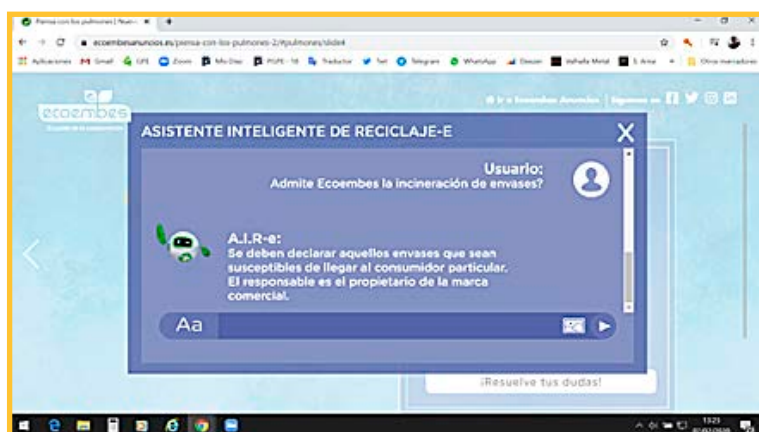 Piensa con los pulmones | Nuev
ecoembesanuncios.es/piensa-con-los-pulmones-2/#pulmones/slide4
Aplicaciones Gmail Zoom Traductor Telegram WhatsApp Deezer Otros marcadores
ecoembes
Ir a Ecoembes Anuncios | Síguenos en
ASISTENTE INTELIGENTE DE RECICLAJE-E X
Usuario:
Admite Ecoembes la incineración de envases?
A.I.R-e:
Se deben declarar aquellos envases que sean
susceptibles de llegar al consumidor particular.
El responsable es el propietario de la marca
comercial.
Aa
¡Resuelve tus dudas!